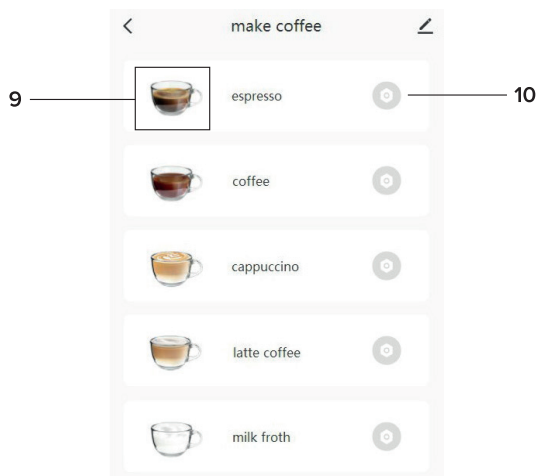 make coffee
9
espresso
10
coffee
cappuccino
latte coffee
milk froth